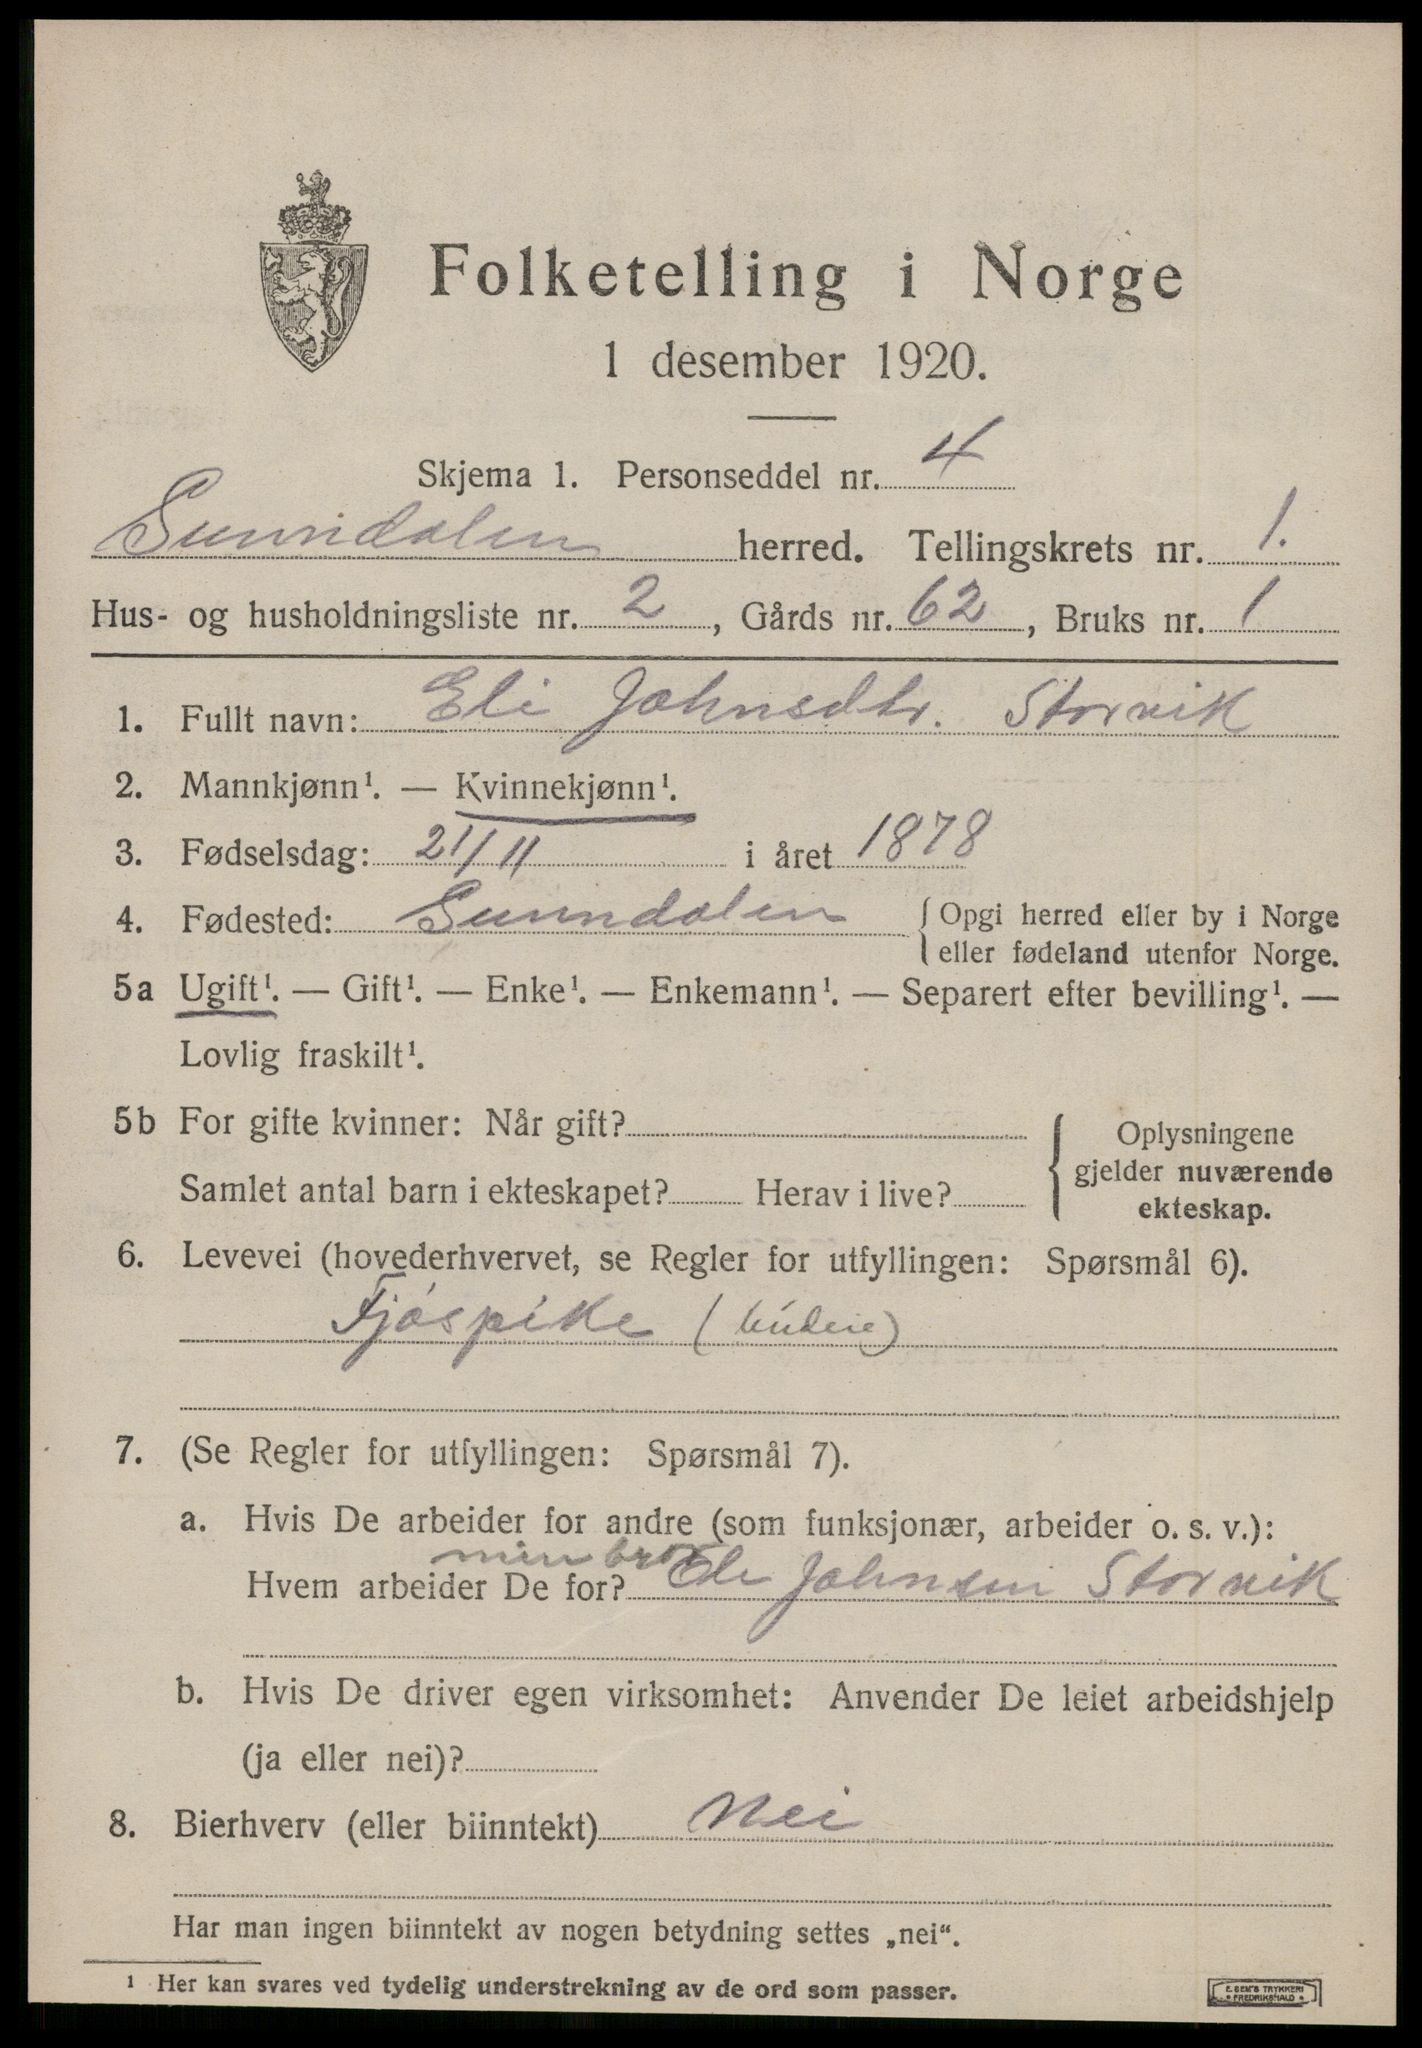 Folketelling i Norge
1 desember 1920.
Skjema 1. Personseddel nr. 4
Sunndalen herred. Tellingskrets nr. 1.
Hus- og husholdningsliste nr. 2, Gårds nr. 62, Bruks nr. 1
1. Fullt navn: Eli Johnsdtr. Storvik
2. Mannkjønn¹. — Kvinnekjønn¹.
3. Fødselsdag: 21/11 i året 1878
4. Fødested: Sunndalen { Opgi herred eller by i Norge
eller fødeland utenfor Norge.
5a Ugift¹. — Gift¹. — Enke¹. — Enkemann¹. — Separert efter bevilling¹. —
Lovlig fraskilt¹.
5b For gifte kvinner: Når gift?
Samlet antal barn i ekteskapet? Herav i live?
{ Oplysningene
gjelder nuværende
ekteskap.
6. Levevei (hovederhvervet, se Regler for utfyllingen: Spørsmål 6).
Fjøspike (budeie)
7. (Se Regler for utfyllingen: Spørsmål 7).
a. Hvis De arbeider for andre (som funksjonær, arbeider o. s. v.):
min bror
Hvem arbeider De for? Ole Johnsen Storvik
b. Hvis De driver egen virksomhet: Anvender De leiet arbeidshjelp
(ja eller nei)?
8. Bierhverv (eller biinntekt) Nei
Har man ingen biinntekt av nogen betydning settes „nei“.
¹ Her kan svares ved tydelig understrekning av de ord som passer.
E. SEM'S TRYKKERI
FREDRIKSHALD